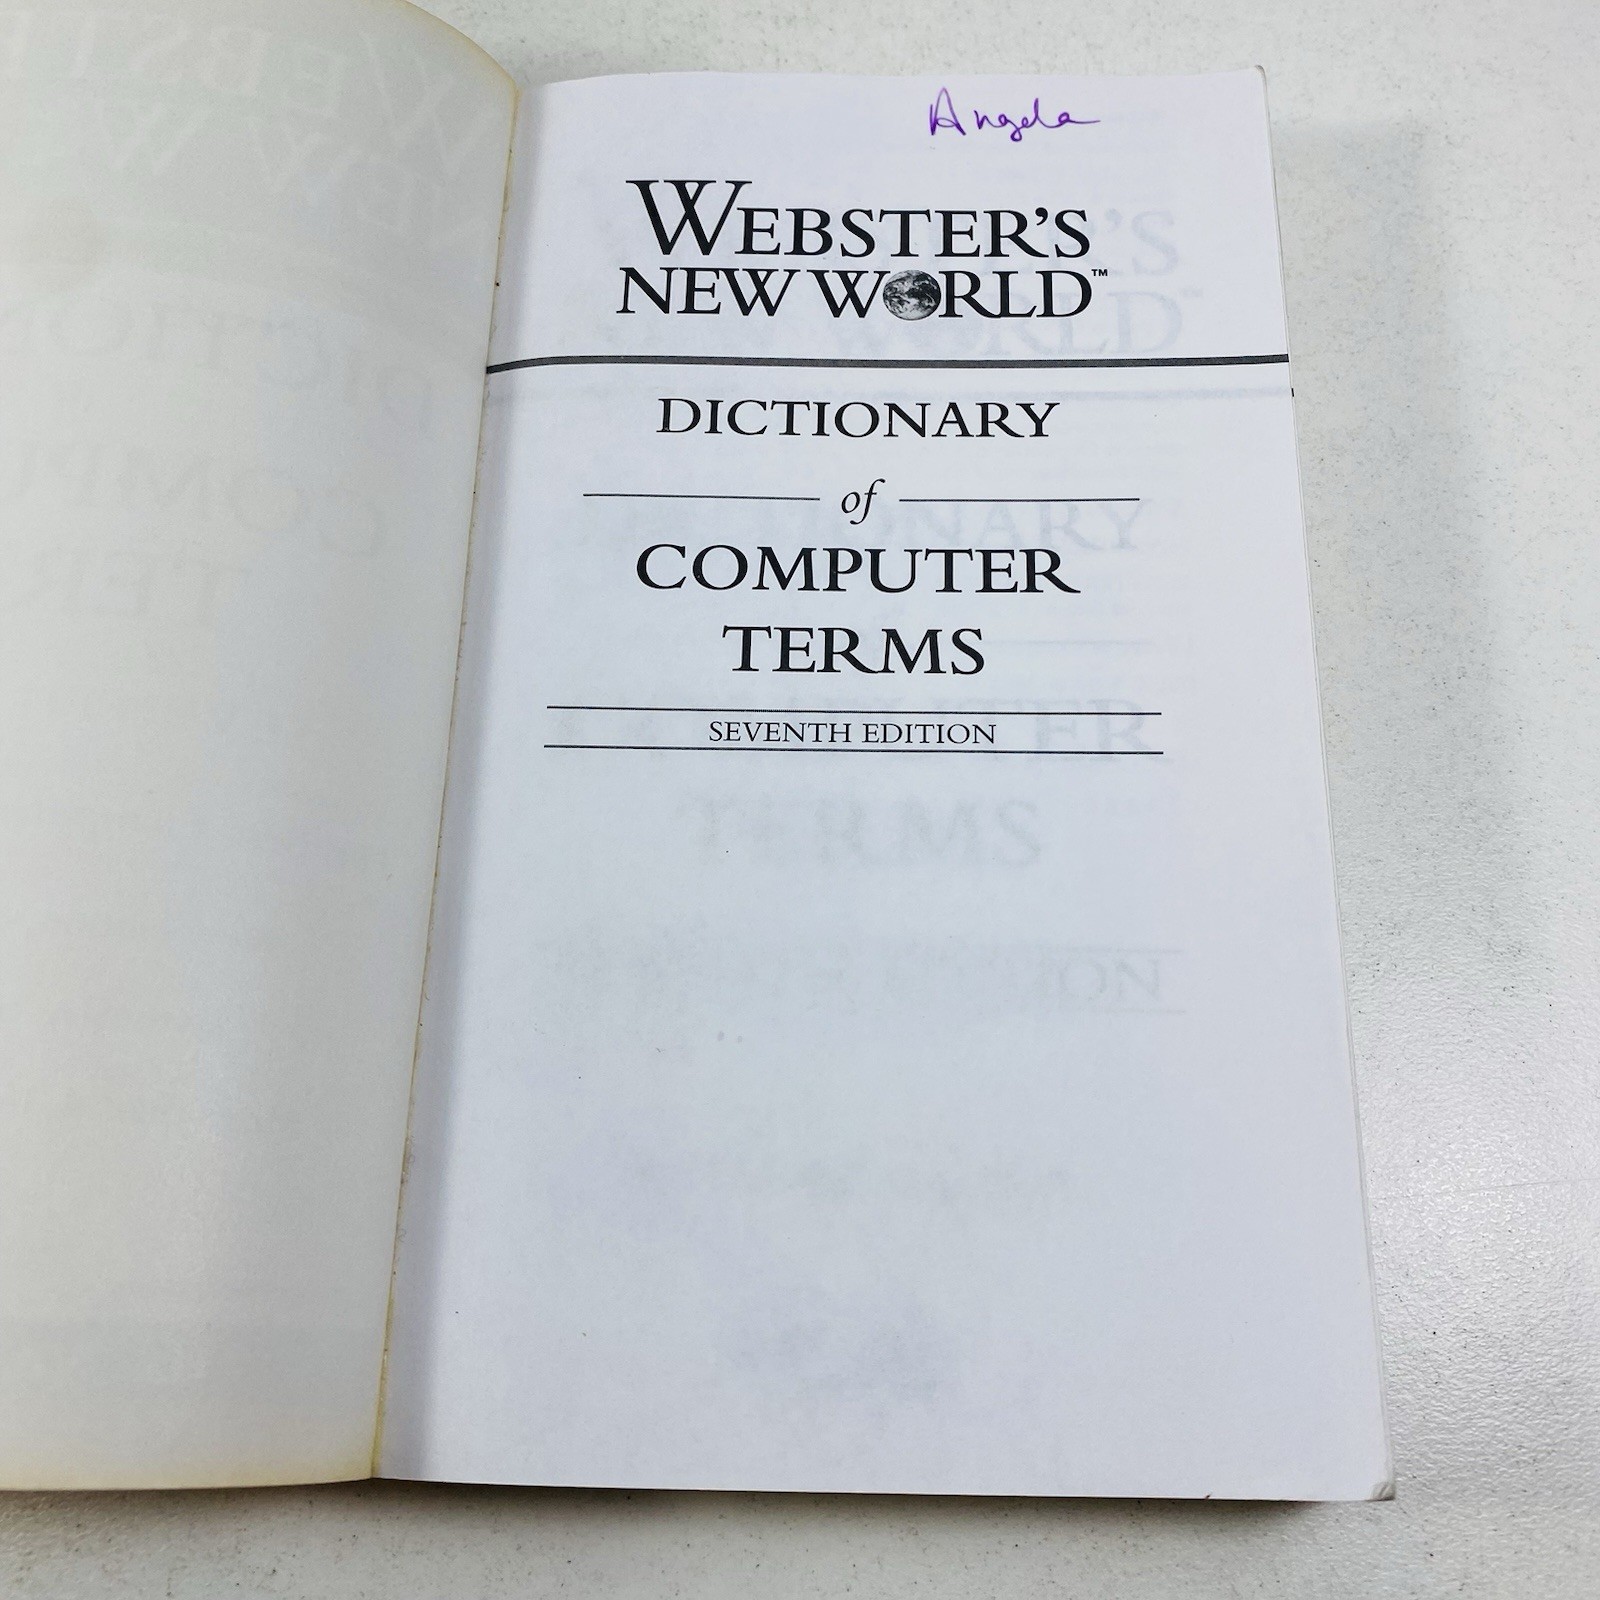 Angela
WEBSTER'S
NEW WORLD™
DICTIONARY
of
COMPUTER
TERMS
SEVENTH EDITION